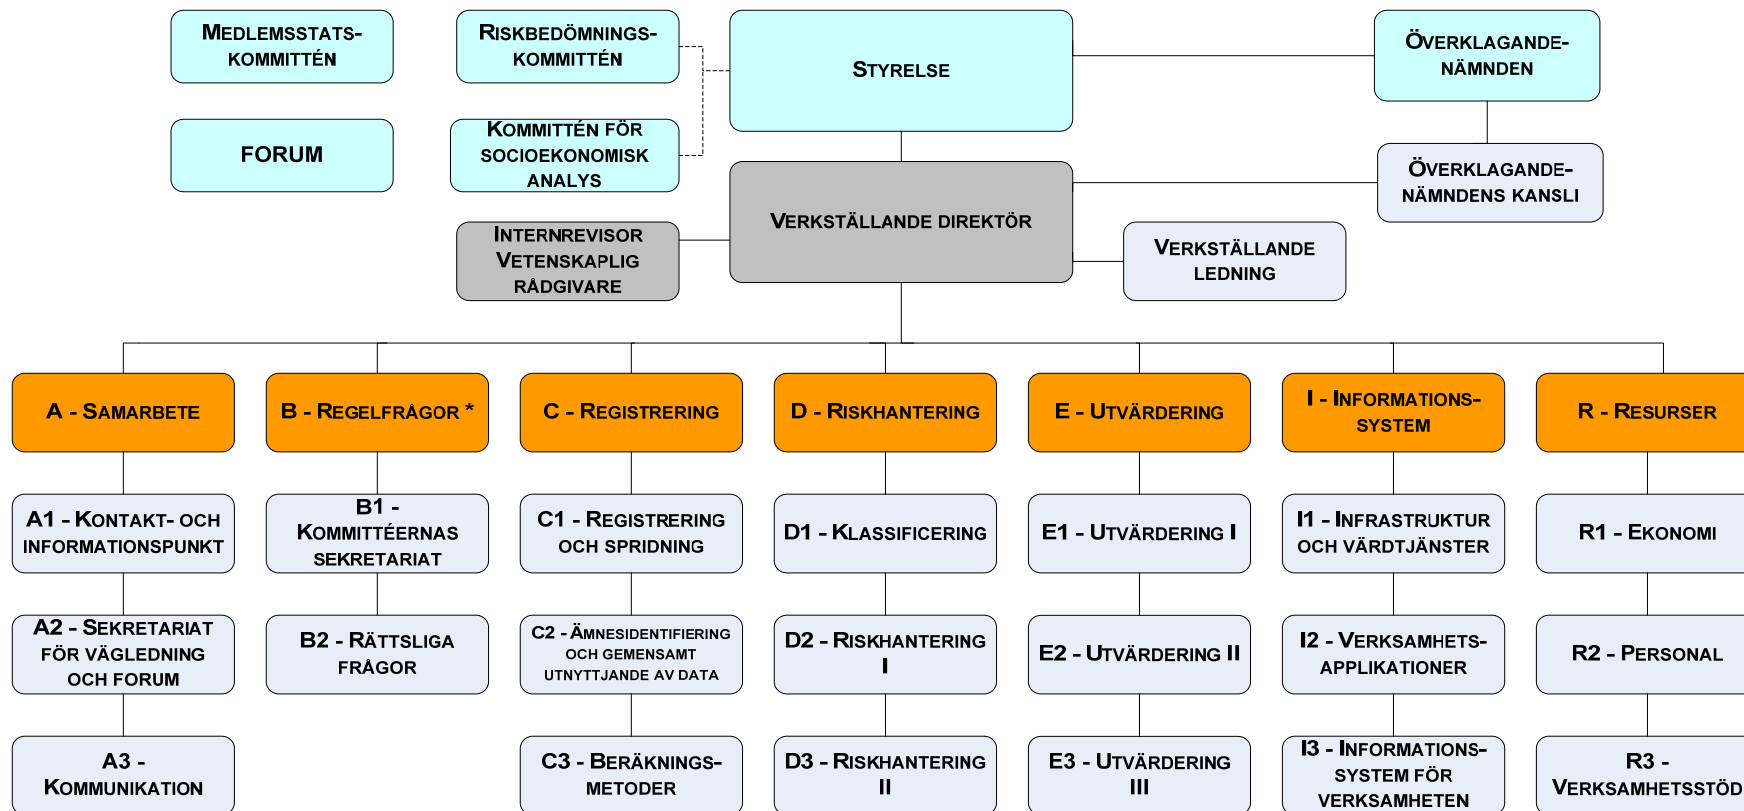 MEDLEMSSTATS-
KOMMITTÉN
RISKBEDÖMNINGS-
KOMMITTÉN
STYRELSE
ÖVERKLAGANDE-
NÄMNDEN
FORUM
KOMMITTÉN FÖR
SOCIOEKONOMISK
ANALYS
ÖVERKLAGANDE-
NÄMNDENS KANSLI
INTERNREVISOR
VETENSKAPLIG
RÅDGIVARE
VERKSTÄLLANDE DIREKTÖR
VERKSTÄLLANDE
LEDNING
A - SAMARBETE
B - REGELFRÅGOR *
C - REGISTRERING
D - RISKHANTERING
E - UTVÄRDERING
I - INFORMATIONS-
SYSTEM
R - RESURSER
A1 - KONTAKT- OCH
INFORMATIONSPUNKT
B1 -
KOMMITTÉERNAS
SEKRETARIAT
C1 - REGISTRERING
OCH SPRIDNING
D1 - KLASSIFICERING
E1 - UTVÄRDERING I
I1 - INFRASTRUKTUR
OCH VÄRDTJÄNSTER
R1 - EKONOMI
A2 - SEKRETARIAT
FÖR VÄGLEDNING
OCH FORUM
B2 - RÄTTSLIGA
FRÅGOR
C2 - ÄMNESIDENTIFIERING
OCH GEMENSAMT
UTNYTTJANDE AV DATA
D2 - RISKHANTERING
I
E2 - UTVÄRDERING II
I2 - VERKSAMHETS-
APPLIKATIONER
R2 - PERSONAL
A3 -
KOMMUNIKATION
C3 - BERÄKNINGS-
METODER
D3 - RISKHANTERING
II
E3 - UTVÄRDERING
III
I3 - INFORMATIONS-
SYSTEM FÖR
VERKSAMHETEN
R3 -
VERKSAMHETSSTÖD